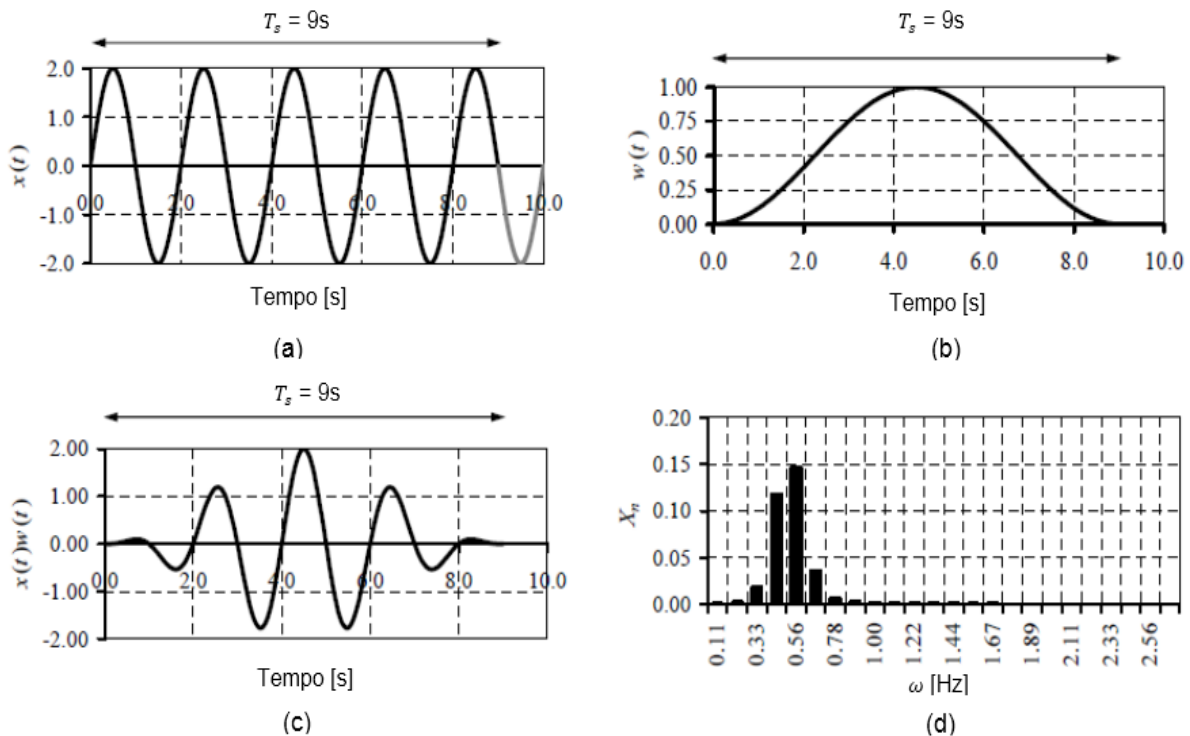 T_s = 9s
2.0
1.0
0.0
-1.0
-2.0
x(t)
0.0 2.0 4.0 6.0 8.0 10.0
Tempo [s]
(a)
T_s = 9s
1.00
0.75
0.50
0.25
0.00
w(t)
0.0 2.0 4.0 6.0 8.0 10.0
Tempo [s]
(b)
T_s = 9s
2.00
1.00
0.00
-1.00
-2.00
x(t)w(t)
0.0 2.0 4.0 6.0 8.0 10.0
Tempo [s]
(c)
0.20
0.15
0.10
0.05
0.00
X_n
0.11 0.33 0.56 0.78 1.00 1.22 1.44 1.67 1.89 2.11 2.33 2.56
ω [Hz]
(d)